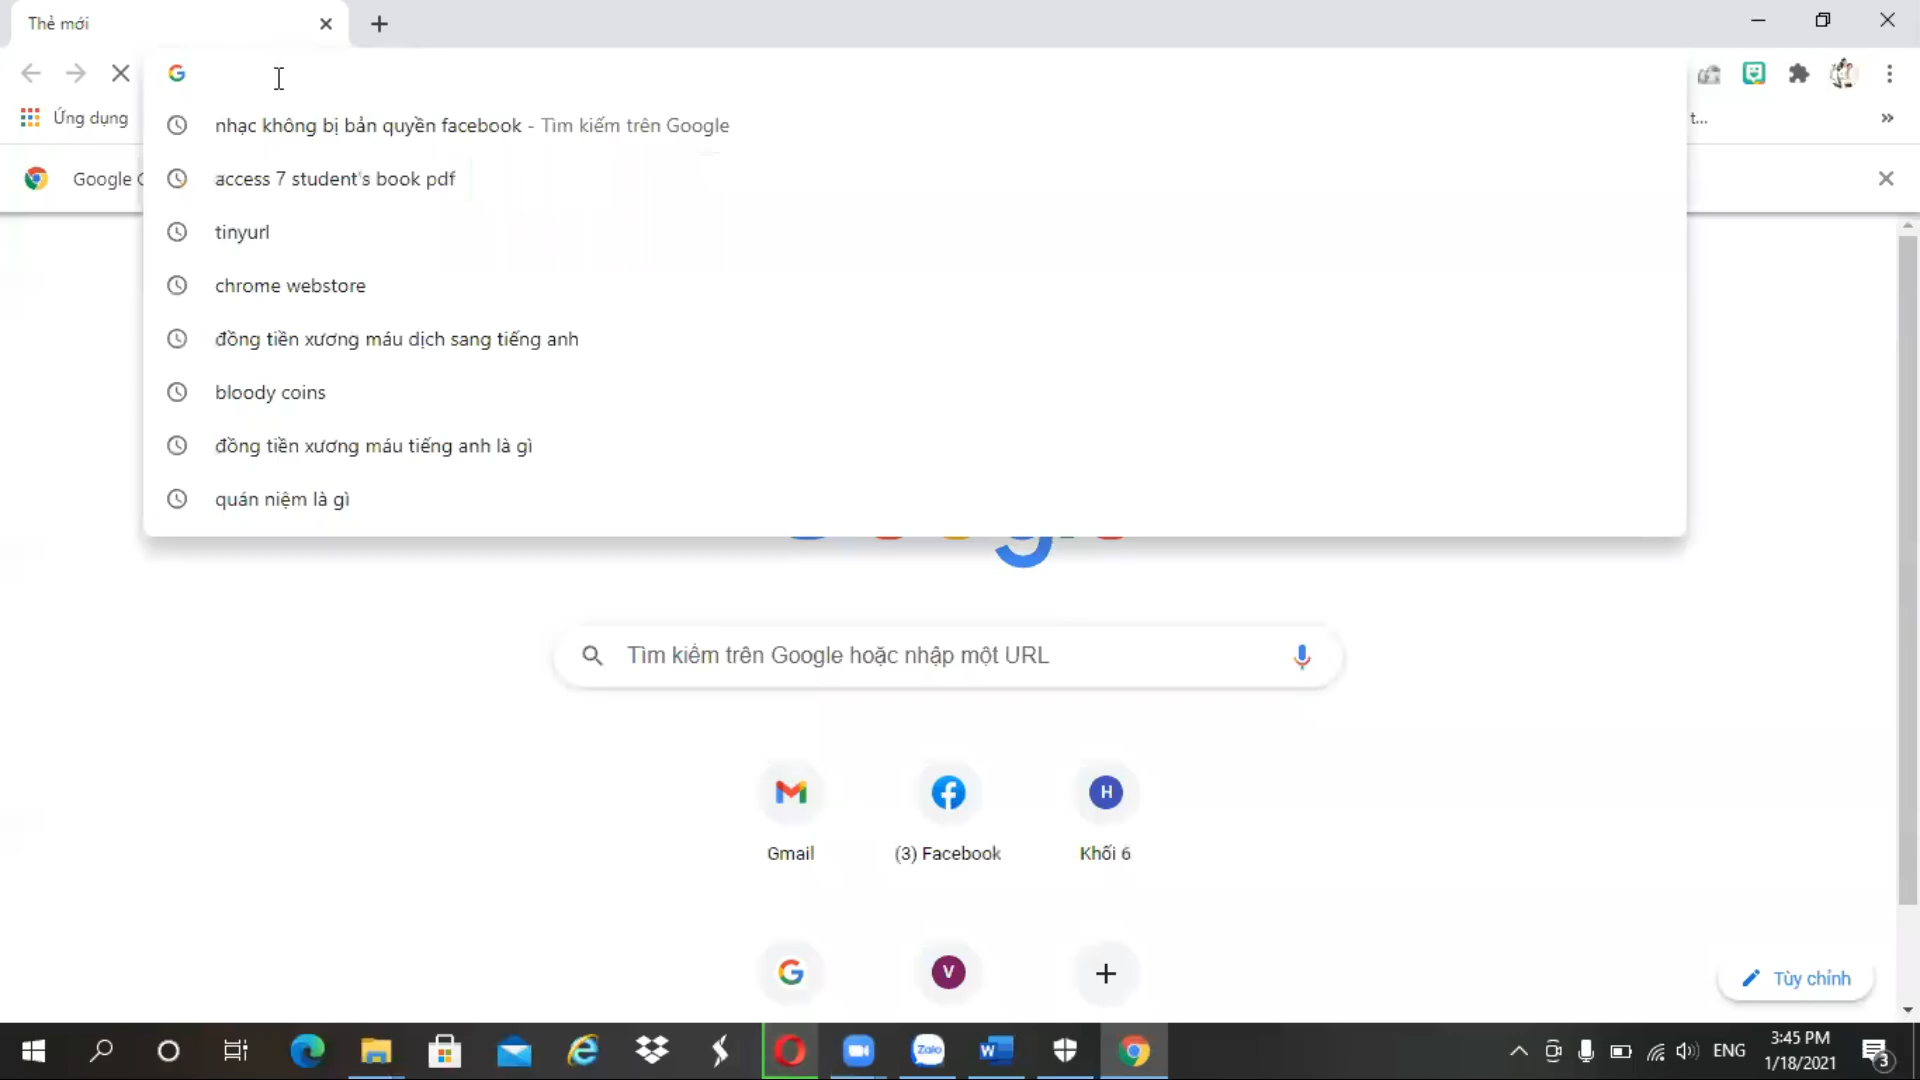 Thẻ mới
Ứng dụng
t...
nhạc không bị bản quyền facebook - Tìm kiếm trên Google
Google
access 7 student's book pdf
tinyurl
chrome webstore
đồng tiền xương máu dịch sang tiếng anh
bloody coins
đồng tiền xương máu tiếng anh là gì
quán niệm là gì
Tìm kiếm trên Google hoặc nhập một URL
H
Gmail
(3) Facebook
Khối 6
V
Tùy chỉnh
Zalo
ENG
3:45 PM
1/18/2021
3